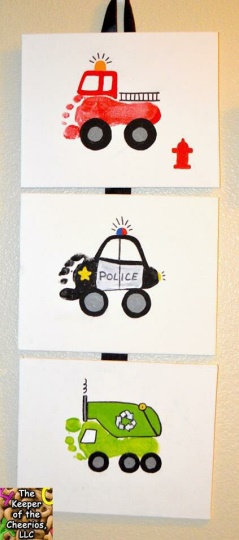 POLICE
The
Keeper
of the
Cheerios,
LLC